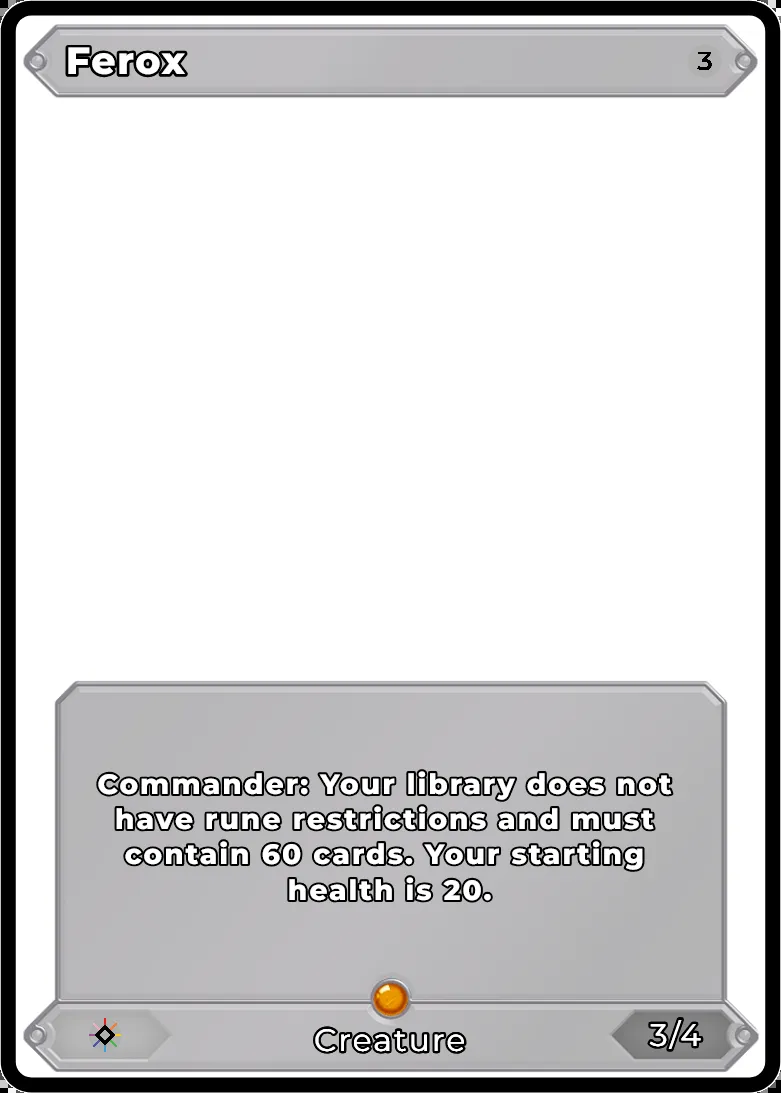 Ferox
3
Commander: Your library does not
have rune restrictions and must
contain 60 cards. Your starting
health is 20.
Creature
3/4